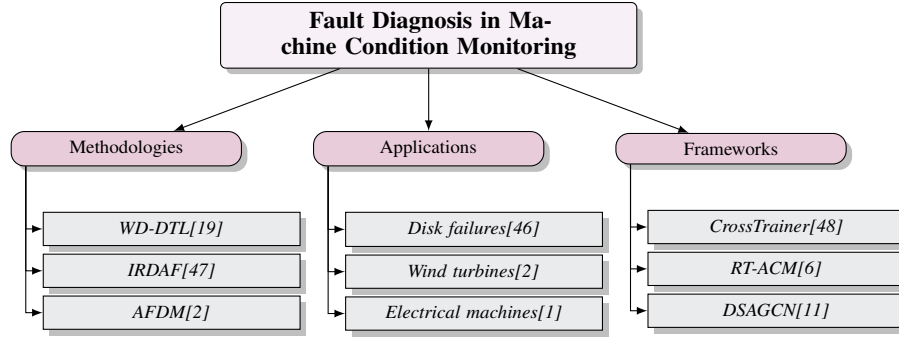 Fault Diagnosis in Ma-
chine Condition Monitoring
Methodologies
WD-DTL[19]
IRDAF[47]
AFDM[2]
Applications
Disk failures[46]
Wind turbines[2]
Electrical machines[1]
Frameworks
CrossTrainer[48]
RT-ACM[6]
DSAGCN[11]